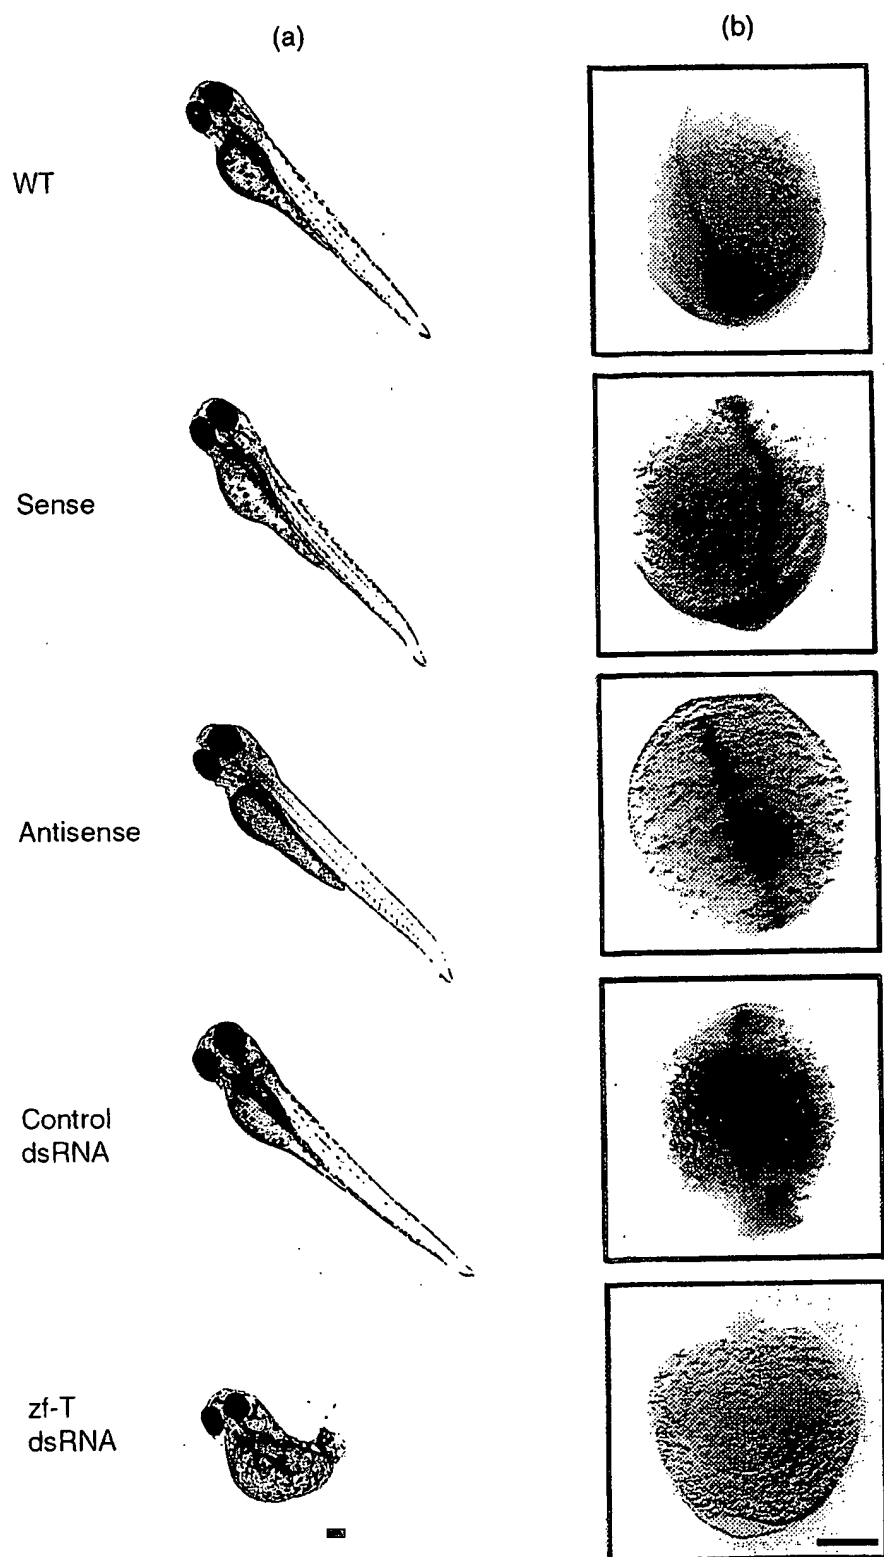 (a)
(b)
WT
Sense
Antisense
Control
dsRNA
zf-T
dsRNA